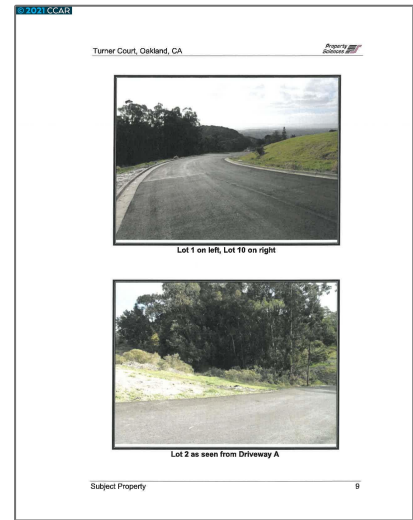 © 2021 CCAR
Turner Court, Oakland, CA
Property
Sciences
Lot 1 on left, Lot 10 on right
Lot 2 as seen from Driveway A
Subject Property
9